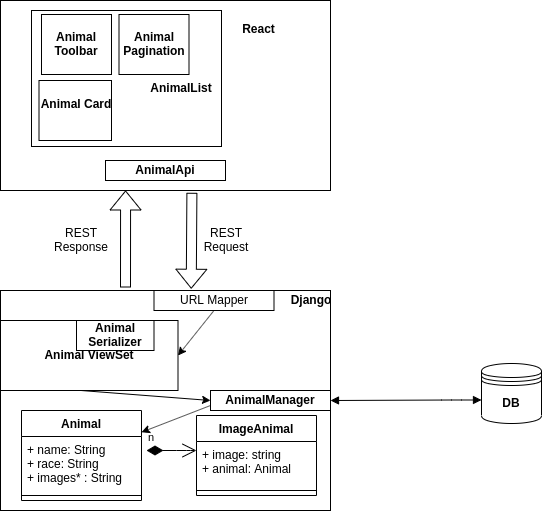 React
Animal
Toolbar
Animal
Pagination
AnimalList
Animal Card
AnimalApi
REST
Response
REST
Request
URL Mapper
Django
Animal
Serializer
Animal ViewSet
AnimalManager
DB
Animal
+ name: String
+ race: String
+ images* : String
n
ImageAnimal
+ image: string
+ animal: Animal